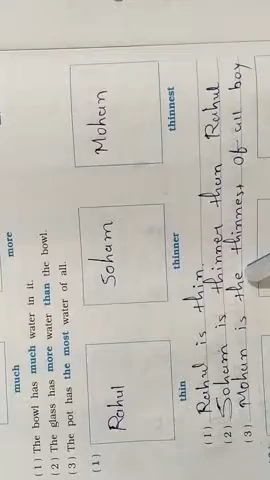 much more
(1) The bowl has much water in it.
(2) The glass has more water than the bowl.
(3) The pot has the most water of all.
(1)
Rahul Soham Mohan
thin thinner thinnest
(1) Rahul is thin.
(2) Soham is thinner than Rahul
(3) Mohan is the thinnest of all boy